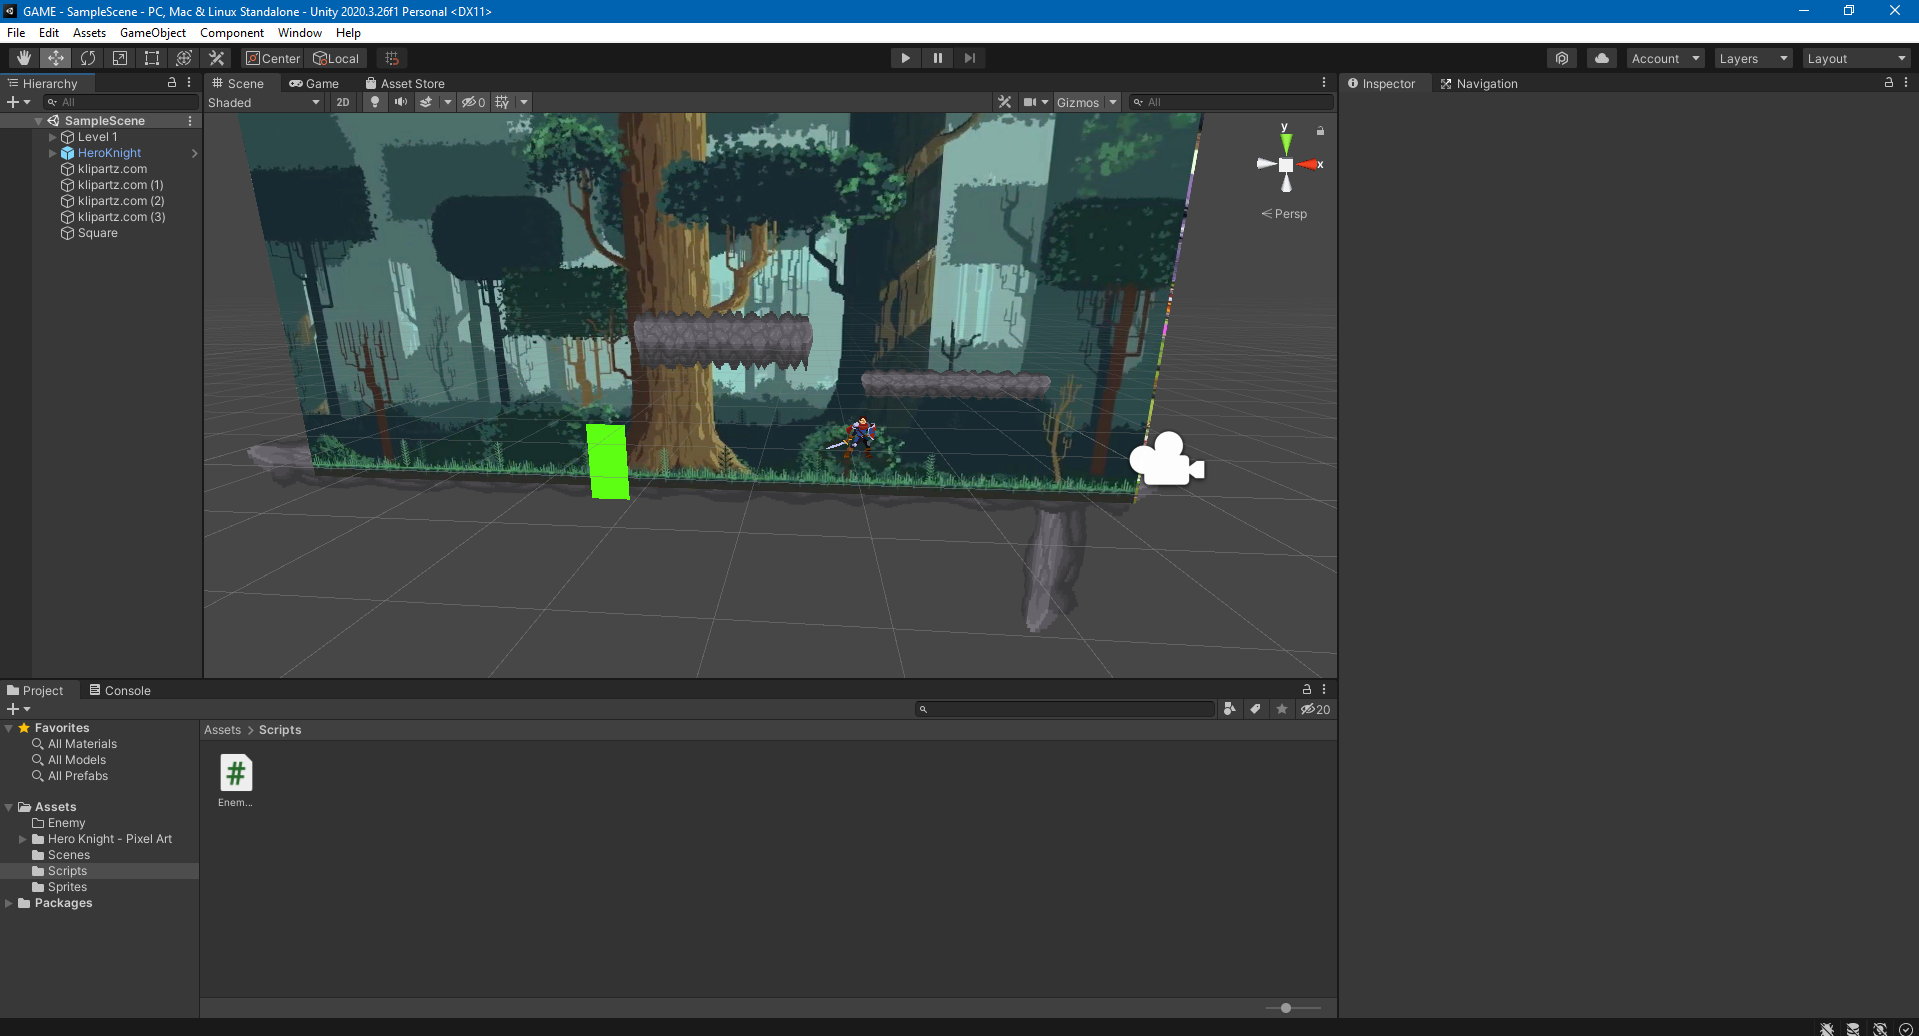 GAME - SampleScene - PC, Mac & Linux Standalone - Unity 2020.3.26f1 Personal <DX11>
File Edit Assets GameObject Component Window Help
Center Local Account Layers Layout
Hierarchy Scene Game Asset Store Inspector Navigation
All Shaded 2D 0 Gizmos All
SampleScene
Level 1
HeroKnight
klipartz.com
klipartz.com (1)
klipartz.com (2)
klipartz.com (3)
Square
y
x
Persp
Project Console
20
Favorites
All Materials
All Models
All Prefabs
Assets
Enemy
Hero Knight - Pixel Art
Scenes
Scripts
Sprites
Packages
Assets > Scripts
#
Enem...